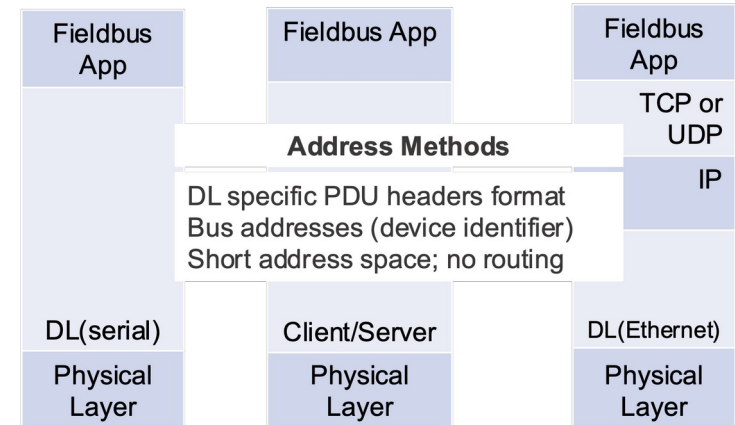 Fieldbus
App
Fieldbus App
Fieldbus
App
TCP or
UDP
IP
Address Methods
DL specific PDU headers format
Bus addresses (device identifier)
Short address space; no routing
DL(serial)
Client/Server
DL(Ethernet)
Physical
Layer
Physical
Layer
Physical
Layer